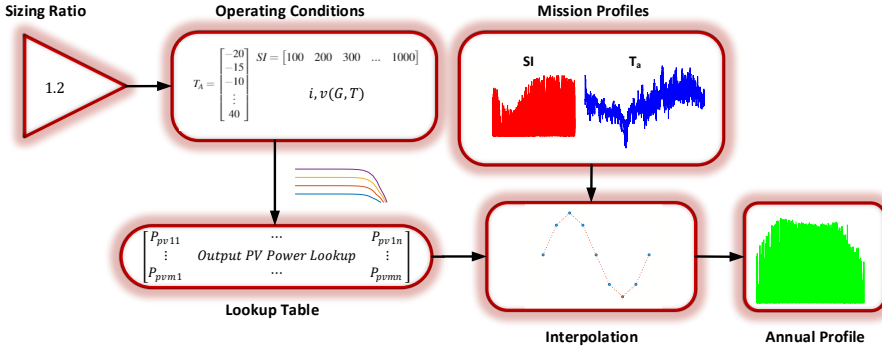 Sizing Ratio
Operating Conditions
Mission Profiles
1.2
T_A = [−20 −15 −10 ⋮ 40]
SI = [100 200 300 ... 1000]
i, v(G, T)
SI
T_a
[P_pv11 ⋯ P_pv1n
⋮ Output PV Power Lookup ⋮
P_pvm1 ⋯ P_pvmn]
Lookup Table
Interpolation
Annual Profile